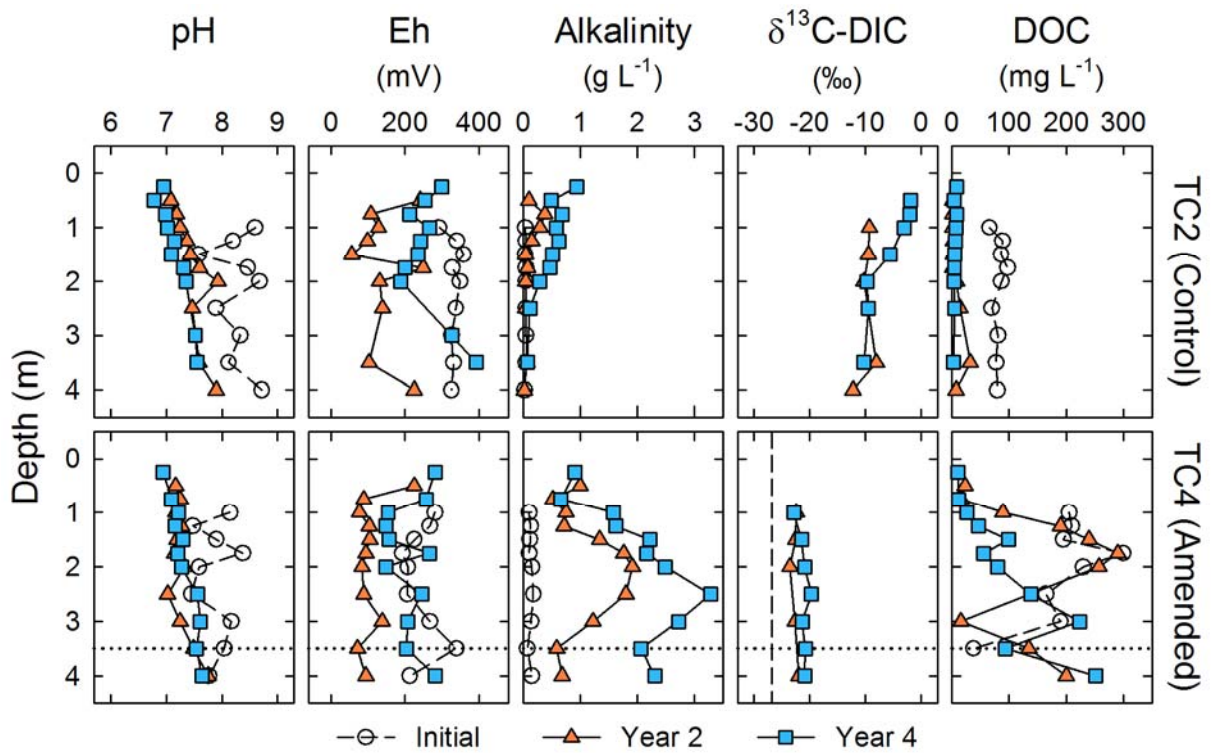 pH Eh Alkalinity δ¹³C-DIC DOC
(mV) (g L⁻¹) (‰) (mg L⁻¹)
6 7 8 9 0 200 400 0 1 2 3 -30 -20 -10 0 0 100 200 300
0
1
2
3
4
TC2 (Control)
Depth (m)
0
1
2
3
4
TC4 (Amended)
Initial Year 2 Year 4